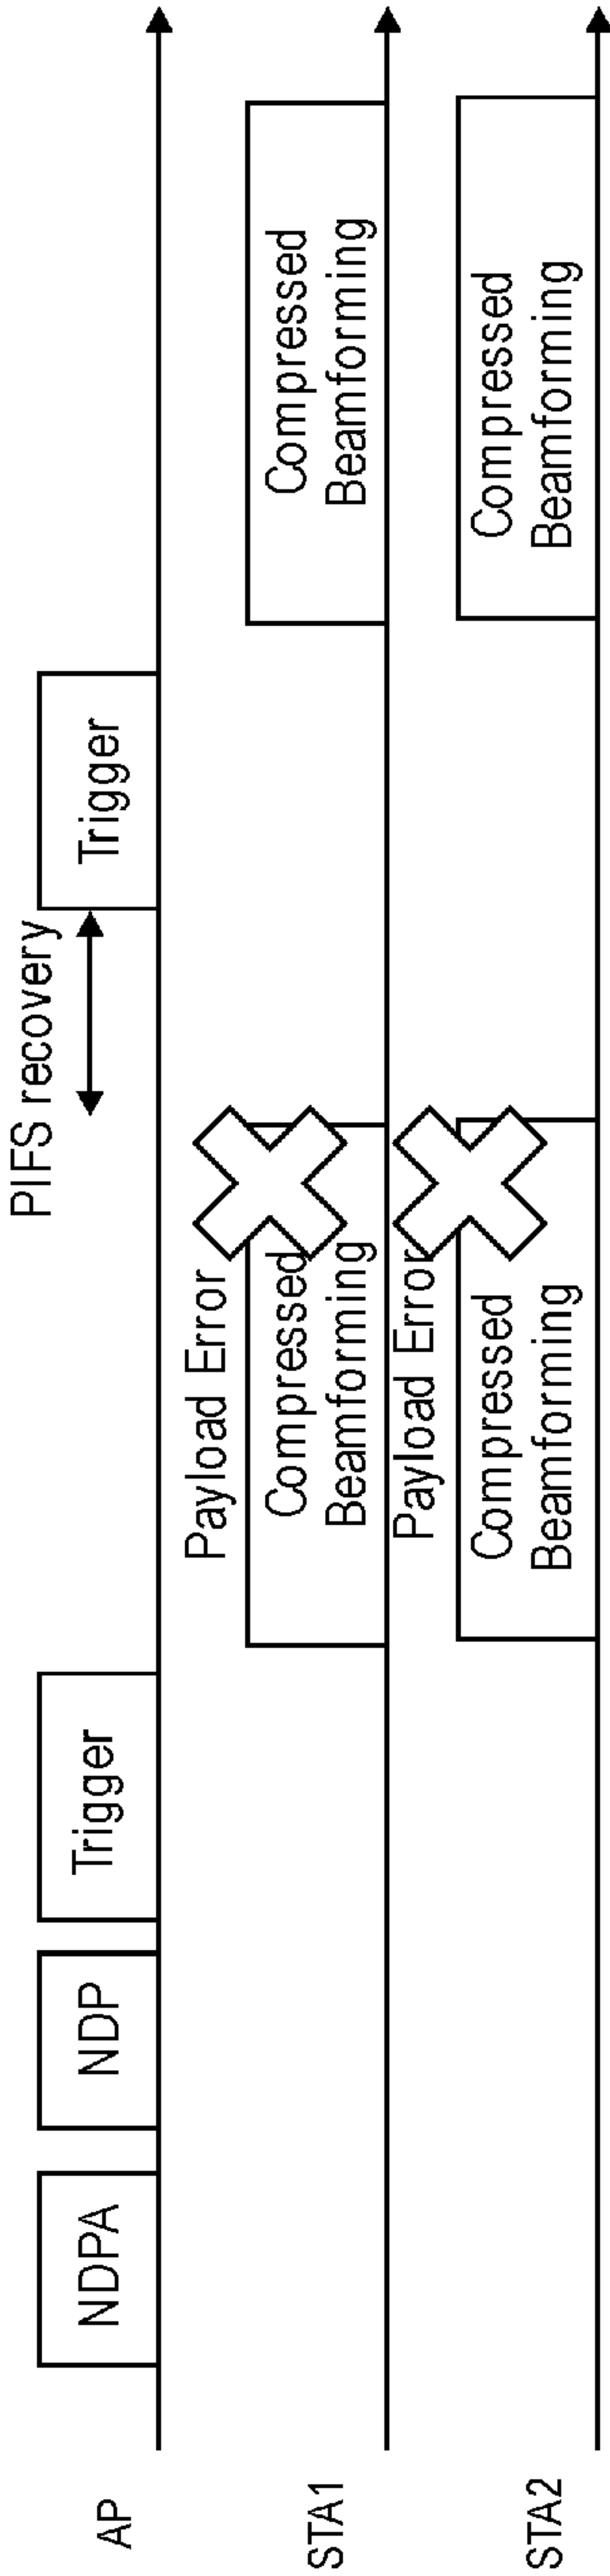 PIFS recovery
AP
NDPA
NDP
Trigger
Trigger
Payload Error
STA1
Compressed
Beamforming
Compressed
Beamforming
Payload Error
STA2
Compressed
Beamforming
Compressed
Beamforming